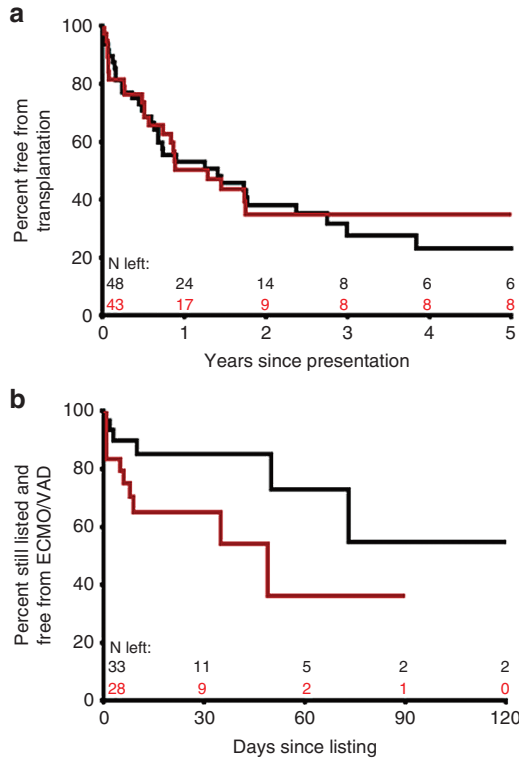 a
Percent free from
transplantation
100
80
60
40
20
0
N left:
48 24 14 8 6 6
43 17 9 8 8 8
0 1 2 3 4 5
Years since presentation
b
Percent still listed and
free from ECMO/VAD
100
80
60
40
20
0
N left:
33 11 5 2 2
28 9 2 1 0
0 30 60 90 120
Days since listing